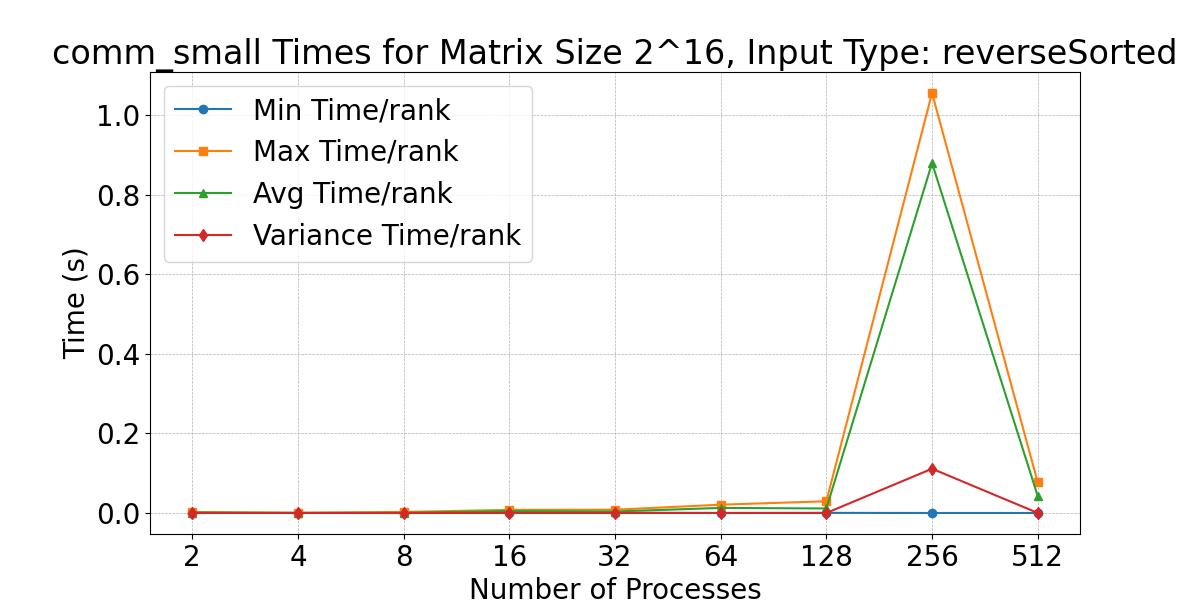 comm_small Times for Matrix Size 2^16, Input Type: reverseSorted
Min Time/rank
Max Time/rank
Avg Time/rank
Variance Time/rank
Time (s)
1.0
0.8
0.6
0.4
0.2
0.0
2 4 8 16 32 64 128 256 512
Number of Processes